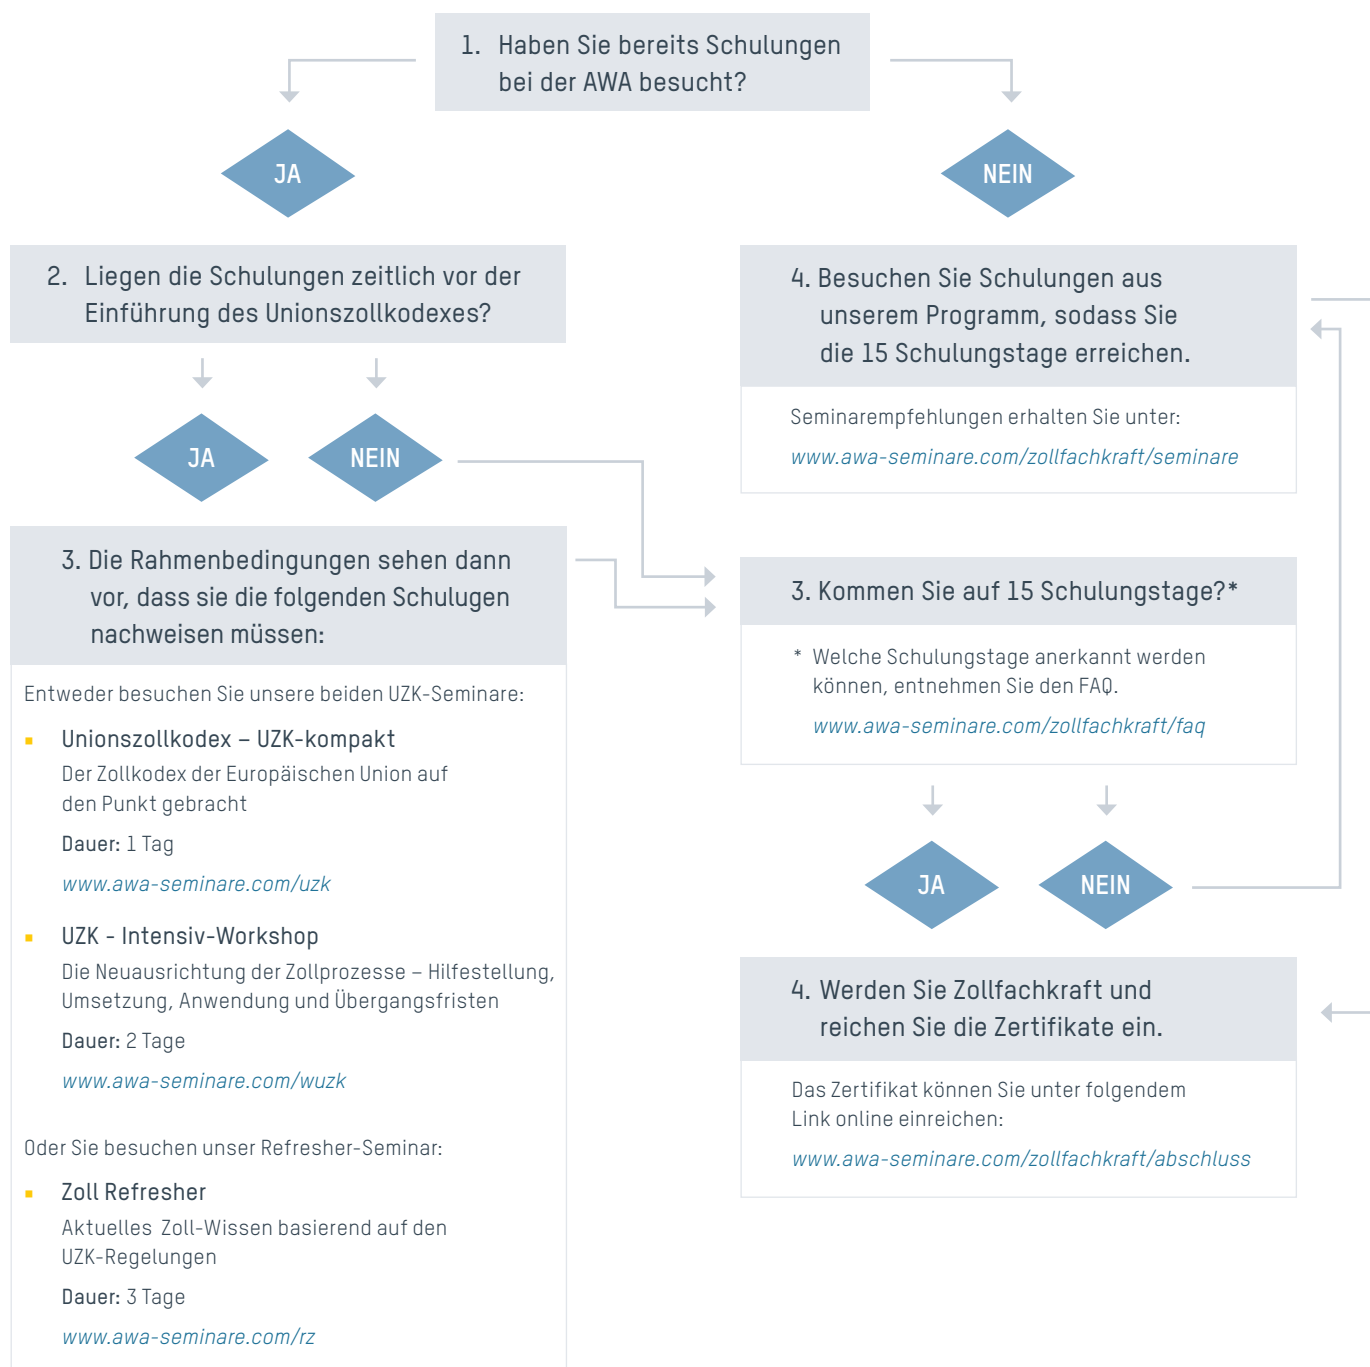 1. Haben Sie bereits Schulungen
bei der AWA besucht?
JA
NEIN
2. Liegen die Schulungen zeitlich vor der
Einführung des Unionszollkodexes?
JA
NEIN
3. Die Rahmenbedingungen sehen dann
vor, dass sie die folgenden Schulugen
nachweisen müssen:
Entweder besuchen Sie unsere beiden UZK-Seminare:
▪ Unionszollkodex – UZK-kompakt
Der Zollkodex der Europäischen Union auf
den Punkt gebracht
Dauer: 1 Tag
www.awa-seminare.com/uzk
▪ UZK - Intensiv-Workshop
Die Neuausrichtung der Zollprozesse – Hilfestellung,
Umsetzung, Anwendung und Übergangsfristen
Dauer: 2 Tage
www.awa-seminare.com/wuzk
Oder Sie besuchen unser Refresher-Seminar:
▪ Zoll Refresher
Aktuelles Zoll-Wissen basierend auf den
UZK-Regelungen
Dauer: 3 Tage
www.awa-seminare.com/rz
4. Besuchen Sie Schulungen aus
unserem Programm, sodass Sie
die 15 Schulungstage erreichen.
Seminarempfehlungen erhalten Sie unter:
www.awa-seminare.com/zollfachkraft/seminare
3. Kommen Sie auf 15 Schulungstage?*
* Welche Schulungstage anerkannt werden
können, entnehmen Sie den FAQ.
www.awa-seminare.com/zollfachkraft/faq
JA
NEIN
4. Werden Sie Zollfachkraft und
reichen Sie die Zertifikate ein.
Das Zertifikat können Sie unter folgendem
Link online einreichen:
www.awa-seminare.com/zollfachkraft/abschluss